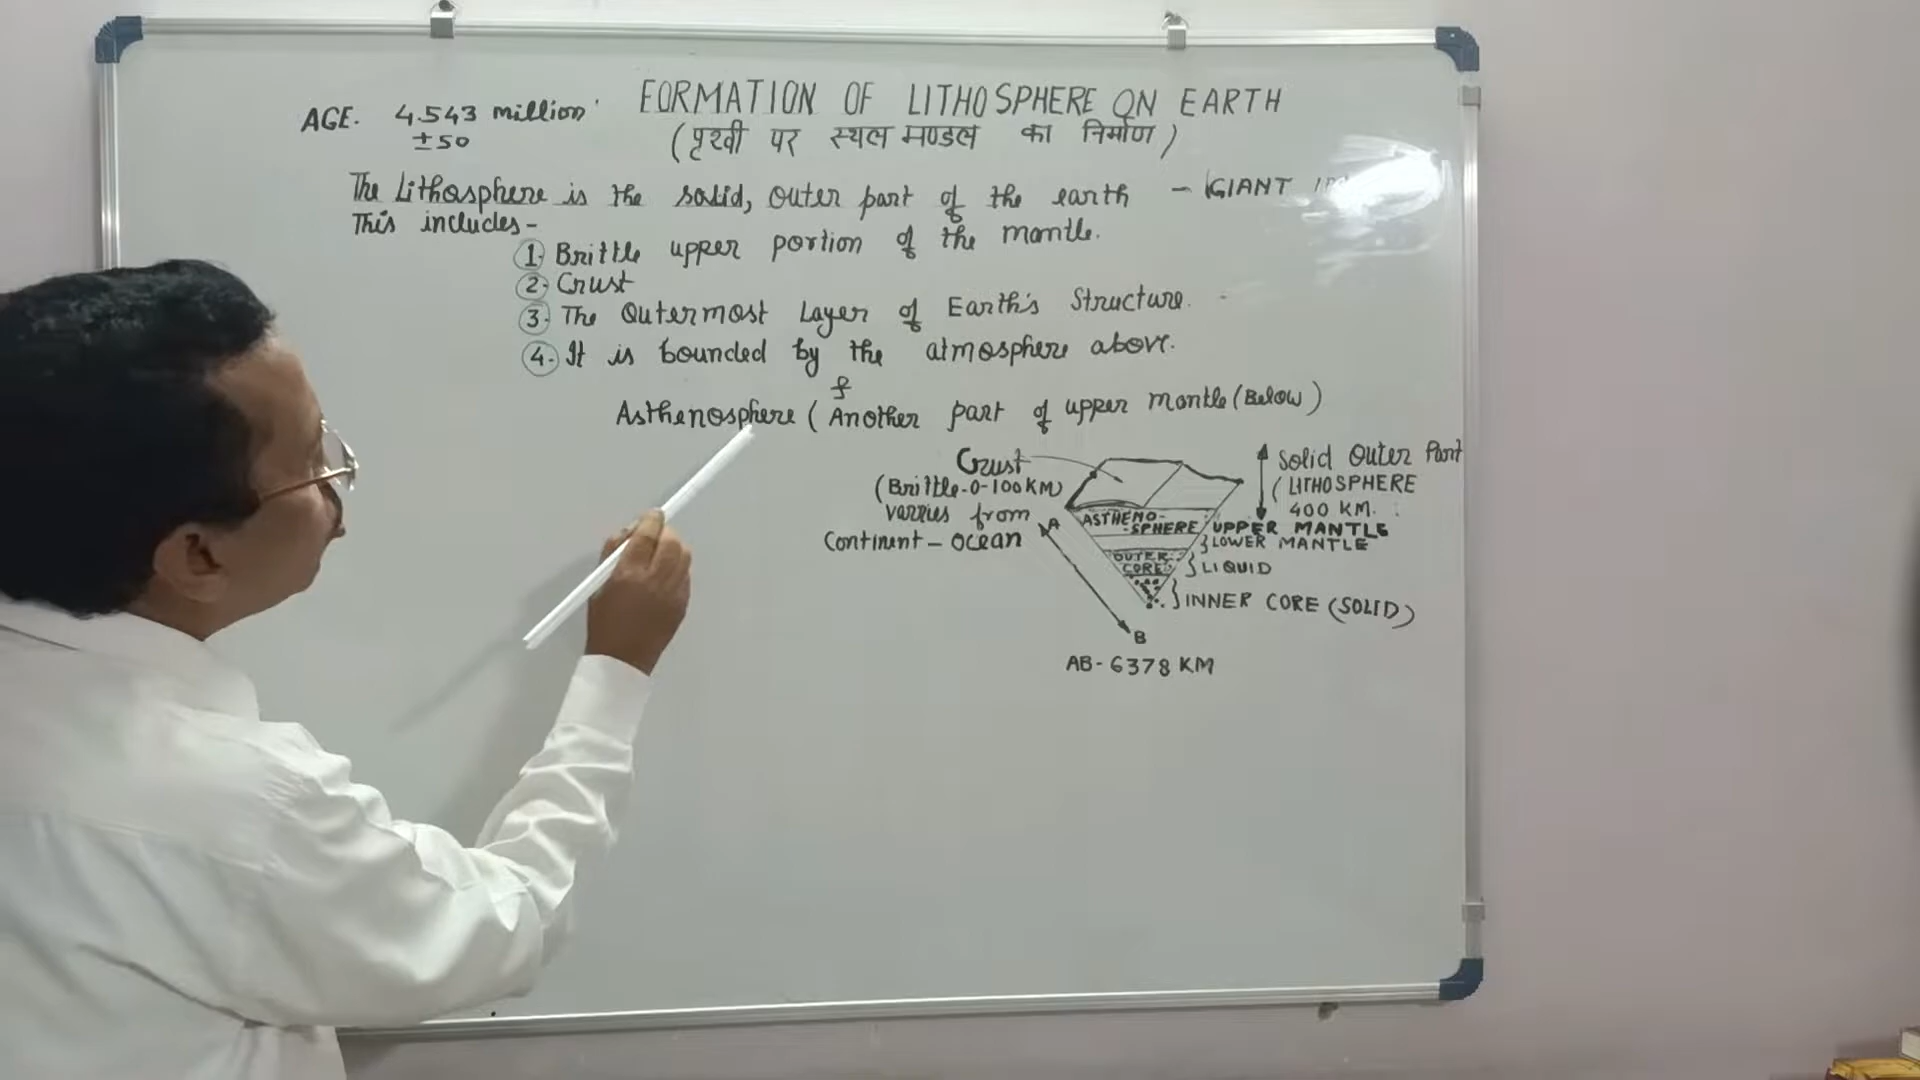 AGE. 4.543 million
±50
FORMATION OF LITHOSPHERE ON EARTH
(पृथ्वी पर स्थल मण्डल का निर्माण)
The Lithosphere is the solid, outer part of the earth - GIANT
This includes-
1. Brittle upper portion of the mantle.
2. Crust
3. The Outermost Layer of Earth's Structure.
4. It is bounded by the atmosphere above.
&
Asthenosphere (Another part of upper mantle (Below)
Crust
(Brittle-0-100KM)
varries from
Continent - ocean
A
ASTHENO-
-SPHERE
OUTER
CORE
Solid Outer Part
(LITHOSPHERE
400 KM.
UPPER MANTLE
}LOWER MANTLE
}LIQUID
}INNER CORE (SOLID)
B
AB- 6378 KM